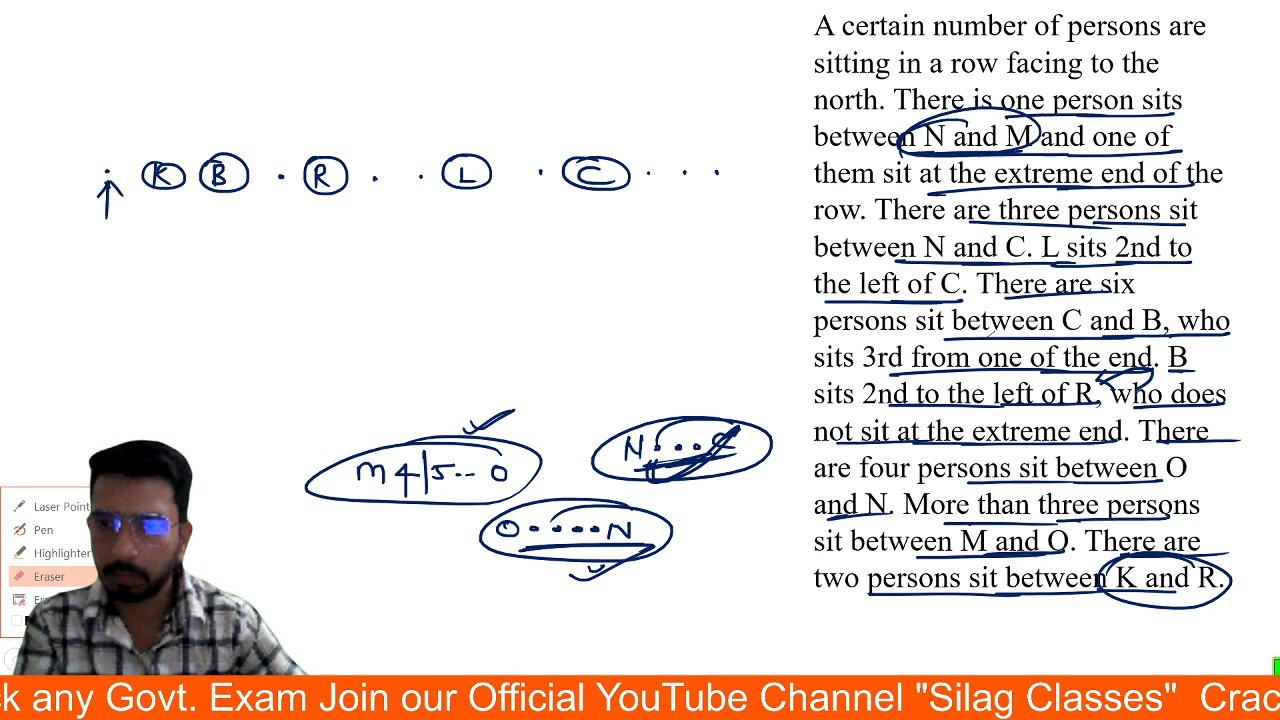 A certain number of persons are
sitting in a row facing to the
north. There is one person sits
between N and M and one of
them sit at the extreme end of the
row. There are three persons sit
between N and C. L sits 2nd to
the left of C. There are six
persons sit between C and B, who
sits 3rd from one of the end. B
sits 2nd to the left of R, who does
not sit at the extreme end. There
are four persons sit between O
and N. More than three persons
sit between M and O. There are
two persons sit between K and R.
. K B . R . . L . C . . .
M 4|5... O
N . . .
O . . . . N
Laser Point
Pen
Highlighter
Eraser
Er
ck any Govt. Exam Join our Official YouTube Channel "Silag Classes" Crac